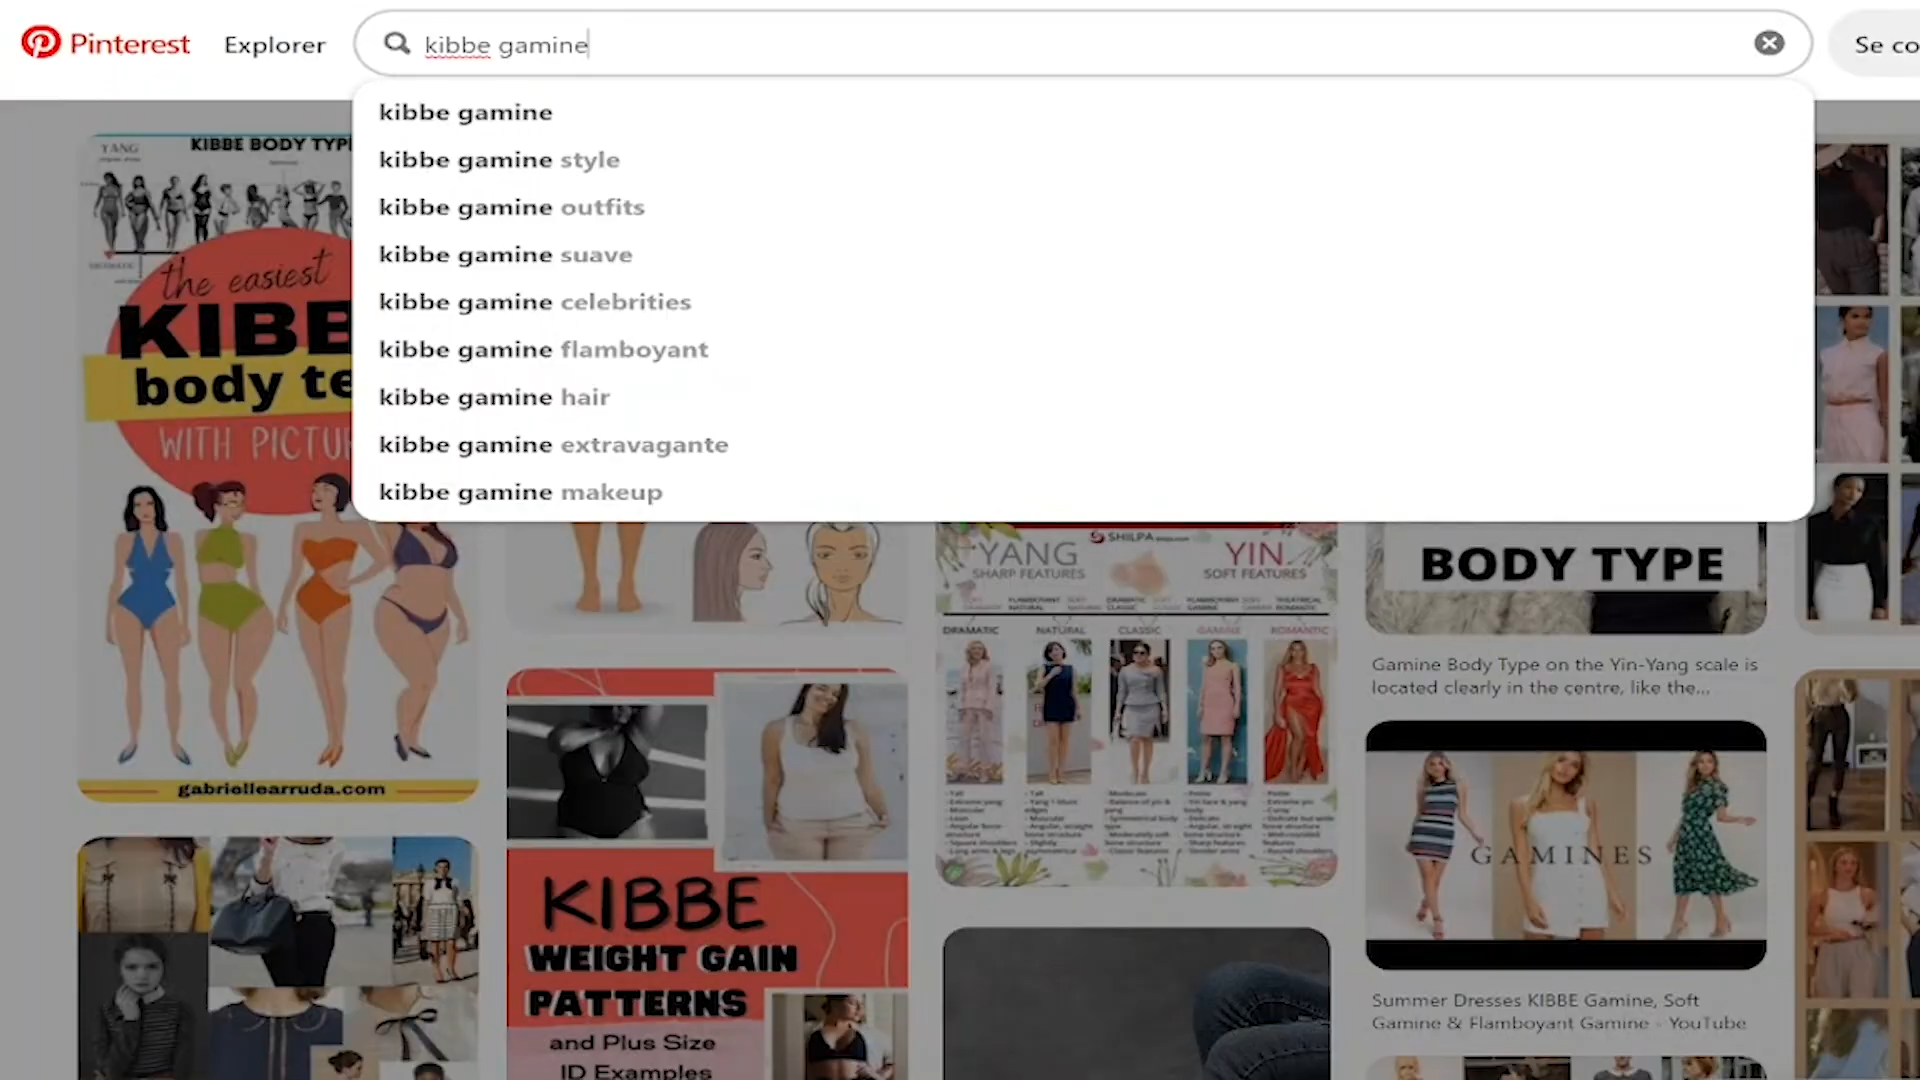 Pinterest
Explorer
kibbe gamine
Se co
kibbe gamine
kibbe gamine style
kibbe gamine outfits
kibbe gamine suave
kibbe gamine celebrities
kibbe gamine flamboyant
kibbe gamine hair
kibbe gamine extravagante
kibbe gamine makeup
YANG
KIBBE BODY TYP
the easiest
KIBB
body te
WITH PICTU
gabriellearruda.com
KIBBE
WEIGHT GAIN
PATTERNS
and Plus Size
ID Examples
SHILPA
YANG
SHARP FEATURES
YIN
SOFT FEATURES
DRAMATIC
NATURAL
CLASSIC
GAMINE
ROMANTIC
BODY TYPE
Gamine Body Type on the Yin-Yang scale is
located clearly in the centre, like the...
GAMINES
Summer Dresses KIBBE Gamine, Soft
Gamine & Flamboyant Gamine - YouTube